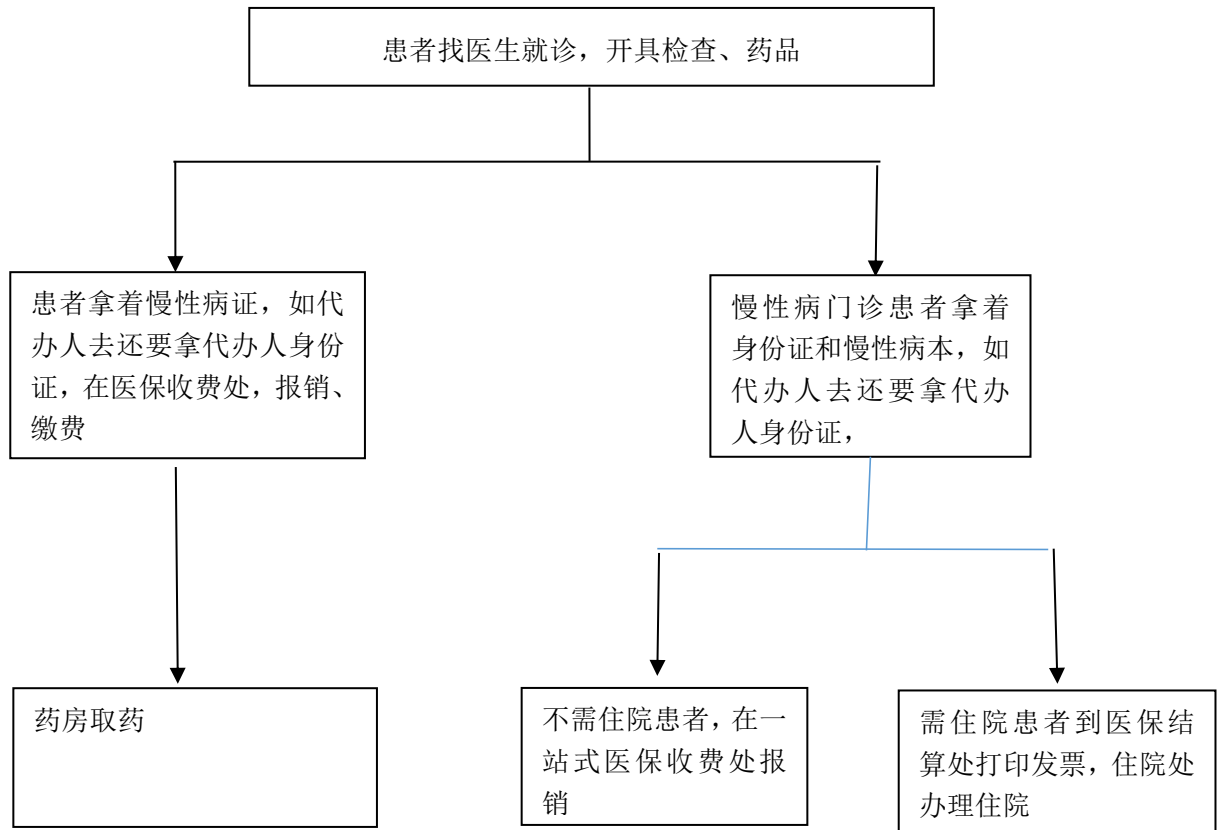 患者找医生就诊，开具检查、药品
患者拿着慢性病证，如代
办人去还要拿代办人身份
证，在医保收费处，报销、
缴费
慢性病门诊患者拿着
身份证和慢性病本，如
代办人去还要拿代办
人身份证，
药房取药
不需住院患者，在一
站式医保收费处报
销
需住院患者到医保结
算处打印发票，住院处
办理住院